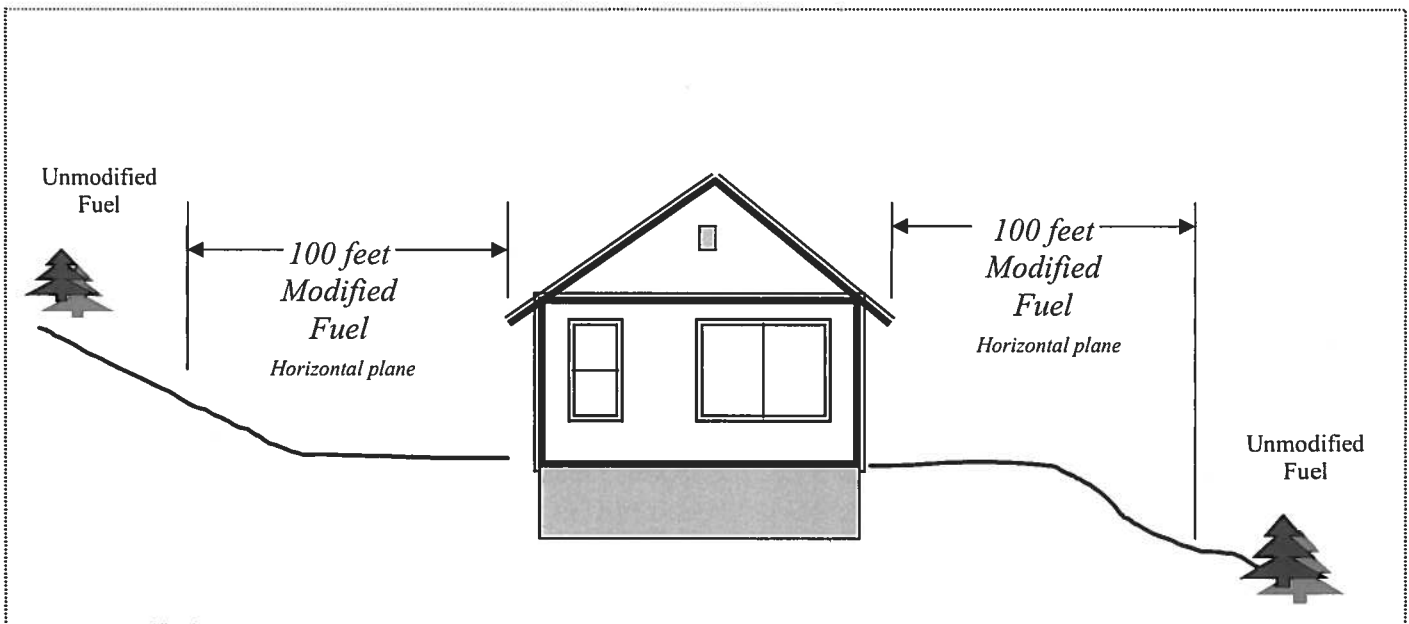 Unmodified
Fuel
100 feet
Modified
Fuel
Horizontal plane
100 feet
Modified
Fuel
Horizontal plane
Unmodified
Fuel